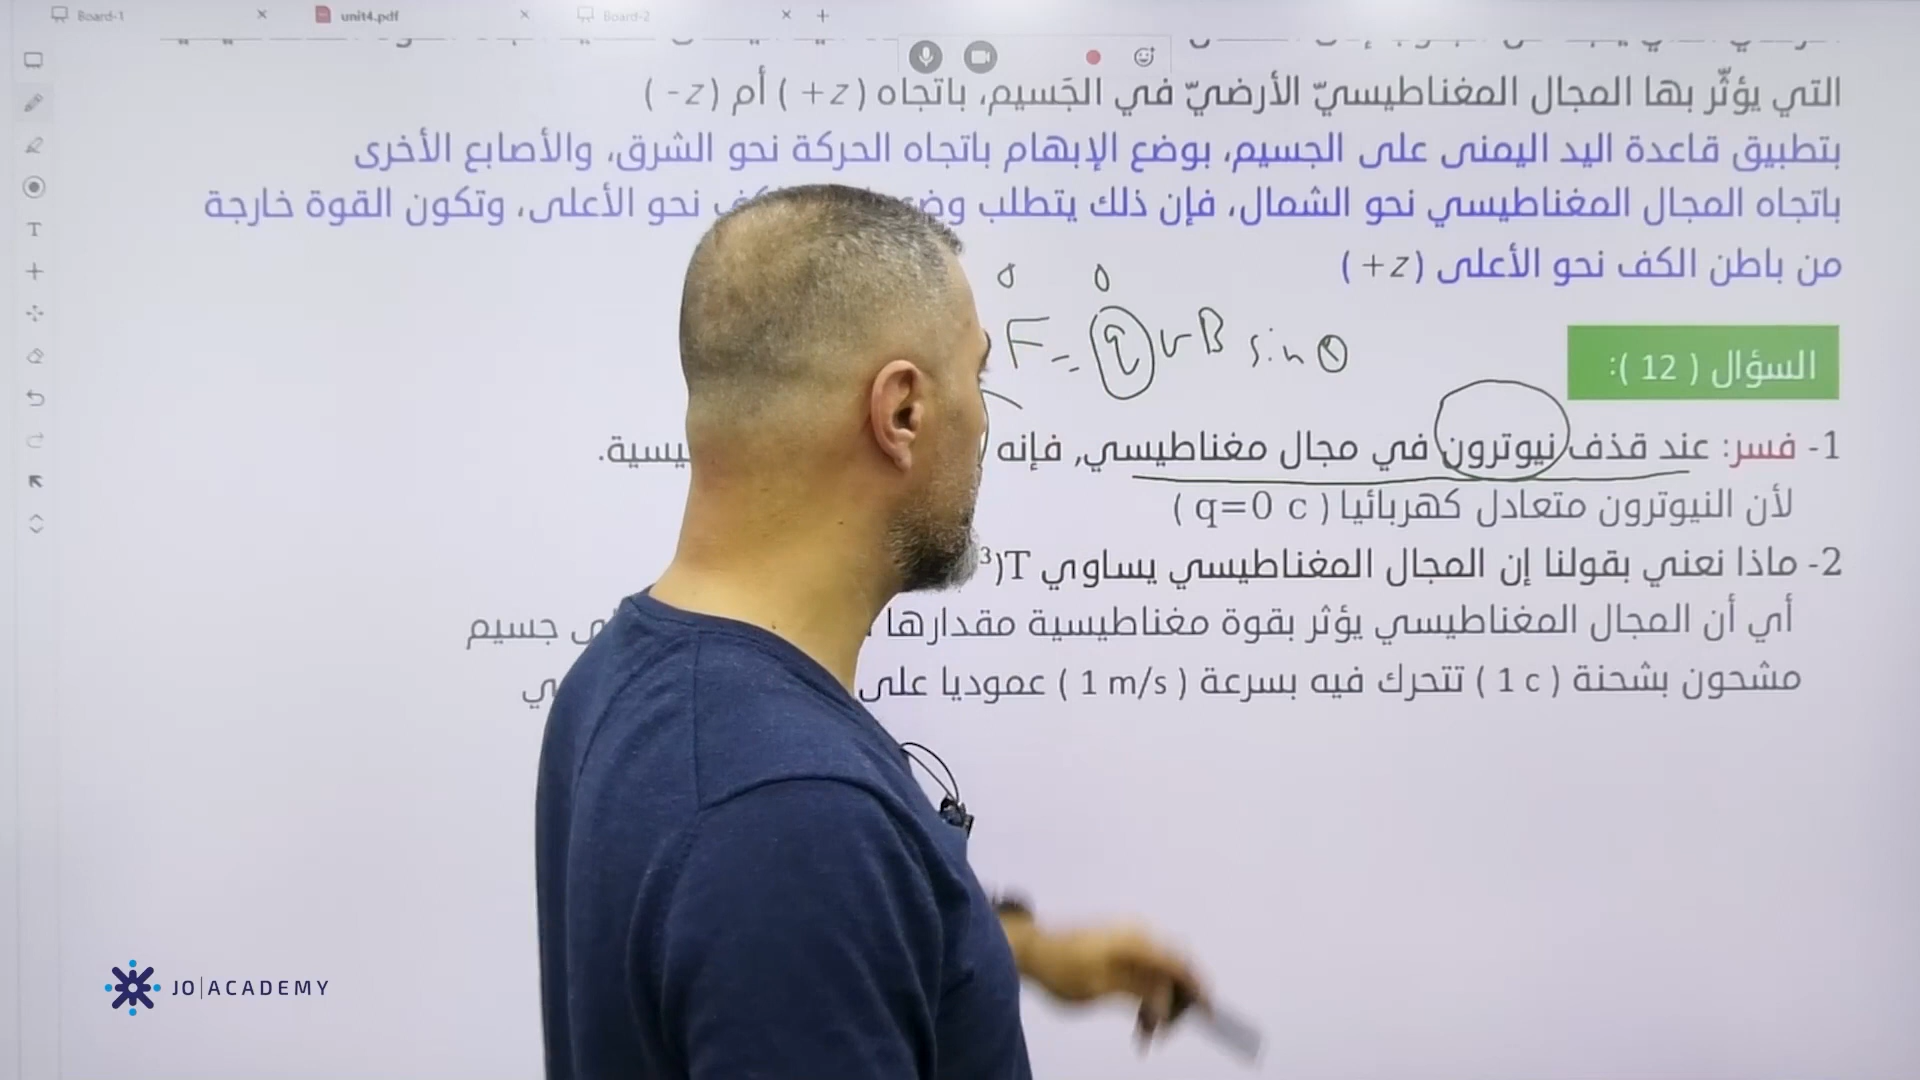 Board-1
unit4.pdf
Board-2
التي يؤثّر بها المجال المغناطيسيّ الأرضيّ في الجَسيم، باتجاه (+z) أم (-z)
بتطبيق قاعدة اليد اليمنى على الجسيم، بوضع الإبهام باتجاه الحركة نحو الشرق، والأصابع الأخرى
باتجاه المجال المغناطيسي نحو الشمال، فإن ذلك يتطلب نحو الأعلى، وتكون القوة خارجة
من باطن الكف نحو الأعلى (+z)
0 0
F = q v B sin θ
السؤال (12):
1- فسر: عند قذف نيوترون في مجال مغناطيسي, فإنه
لأن النيوترون متعادل كهربائيا (q=0 c)
2- ماذا نعني بقولنا إن المجال المغناطيسي يساوي 3)T
أي أن المجال المغناطيسي يؤثر بقوة مغناطيسية مقدارها جسيم
مشحون بشحنة (1 c) تتحرك فيه بسرعة (1 m/s) عموديا على
JO|ACADEMY